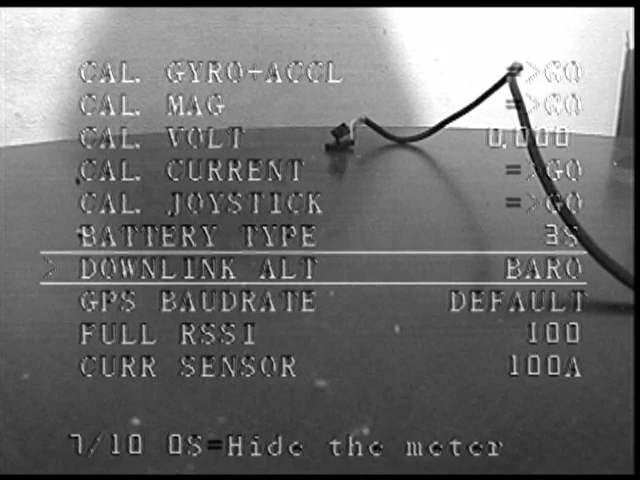 CAL. GYRO+ACCL =>GO
CAL. MAG =>GO
CAL. VOLT 0.000
CAL. CURRENT =>GO
CAL. JOYSTICK =>GO
BATTERY TYPE 3S
> DOWNLINK ALT BARO
GPS BAUDRATE DEFAULT
FULL RSSI 100
CURR SENSOR 100A
7/10 0S=Hide the meter